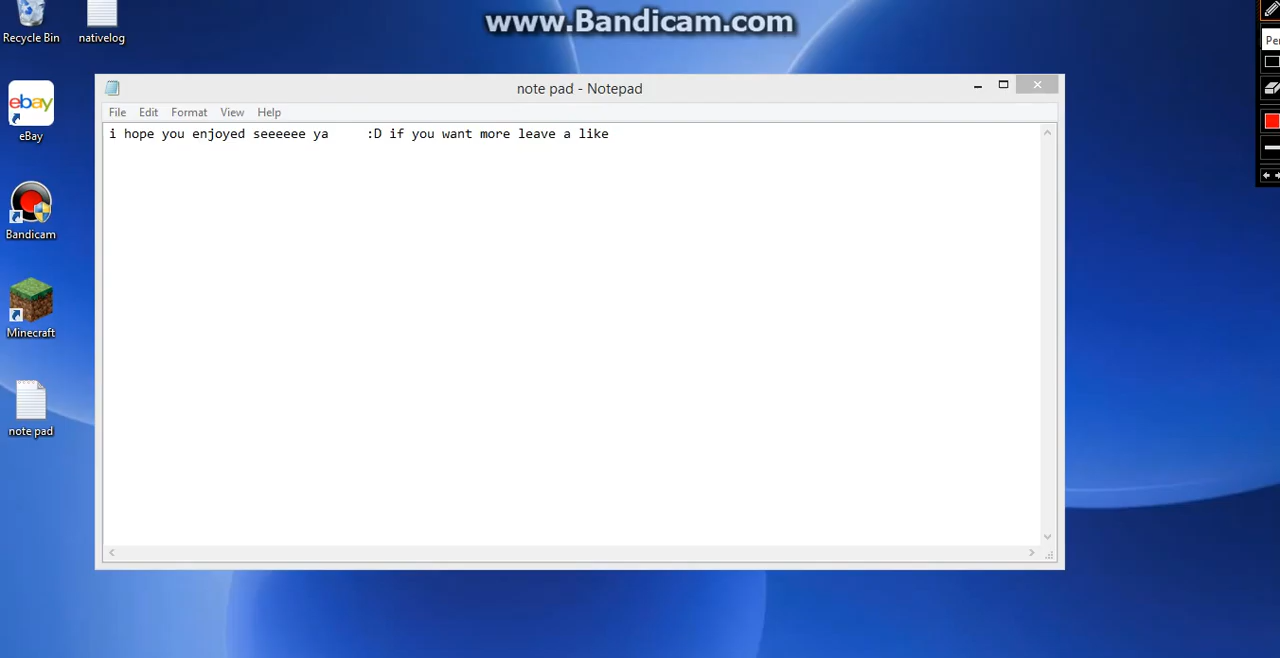 www.Bandicam.com
Recycle Bin
nativelog
note pad - Notepad
File Edit Format View Help
i hope you enjoyed seeeeee ya     :D if you want more leave a like
ebay
eBay
Bandicam
Minecraft
note pad